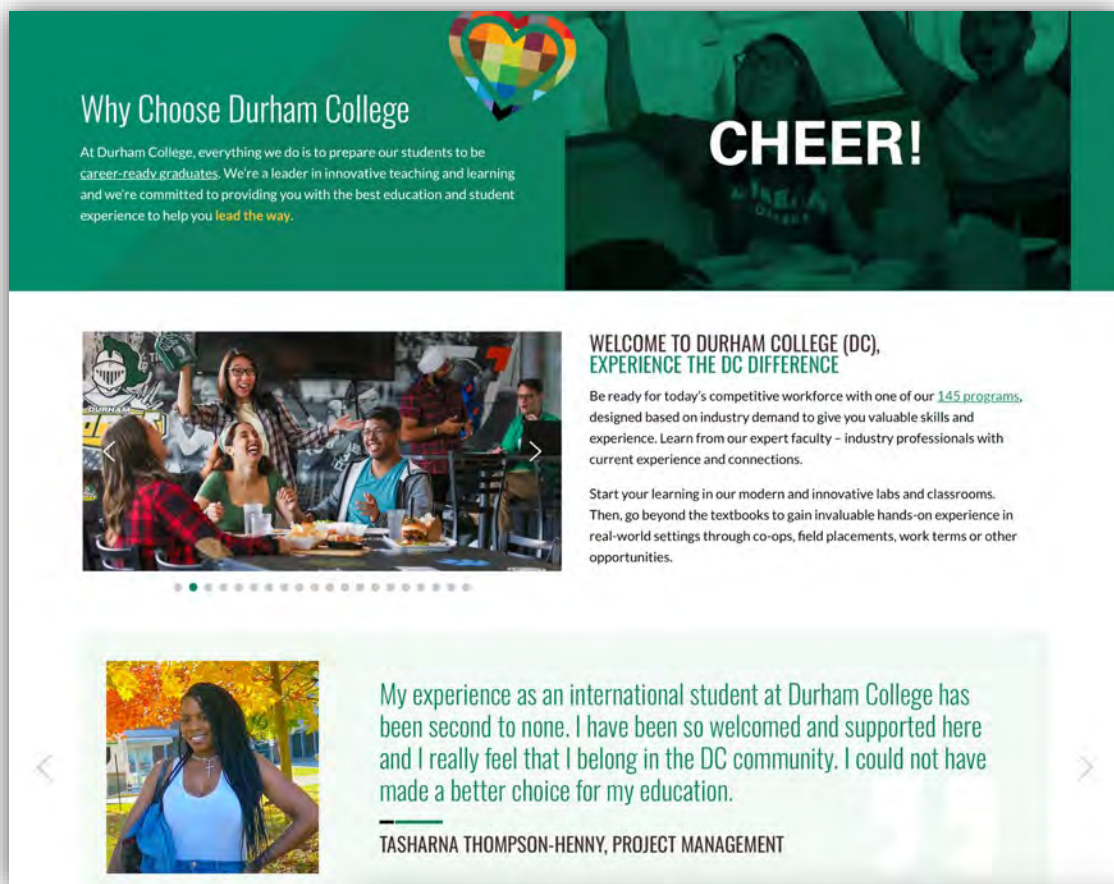 Why Choose Durham College
At Durham College, everything we do is to prepare our students to be
career-ready graduates. We're a leader in innovative teaching and learning
and we're committed to providing you with the best education and student
experience to help you lead the way.
CHEER!
DURHAM
WELCOME TO DURHAM COLLEGE (DC),
EXPERIENCE THE DC DIFFERENCE
Be ready for today's competitive workforce with one of our 145 programs,
designed based on industry demand to give you valuable skills and
experience. Learn from our expert faculty – industry professionals with
current experience and connections.
Start your learning in our modern and innovative labs and classrooms.
Then, go beyond the textbooks to gain invaluable hands-on experience in
real-world settings through co-ops, field placements, work terms or other
opportunities.
My experience as an international student at Durham College has
been second to none. I have been so welcomed and supported here
and I really feel that I belong in the DC community. I could not have
made a better choice for my education.
TASHARNA THOMPSON-HENNY, PROJECT MANAGEMENT